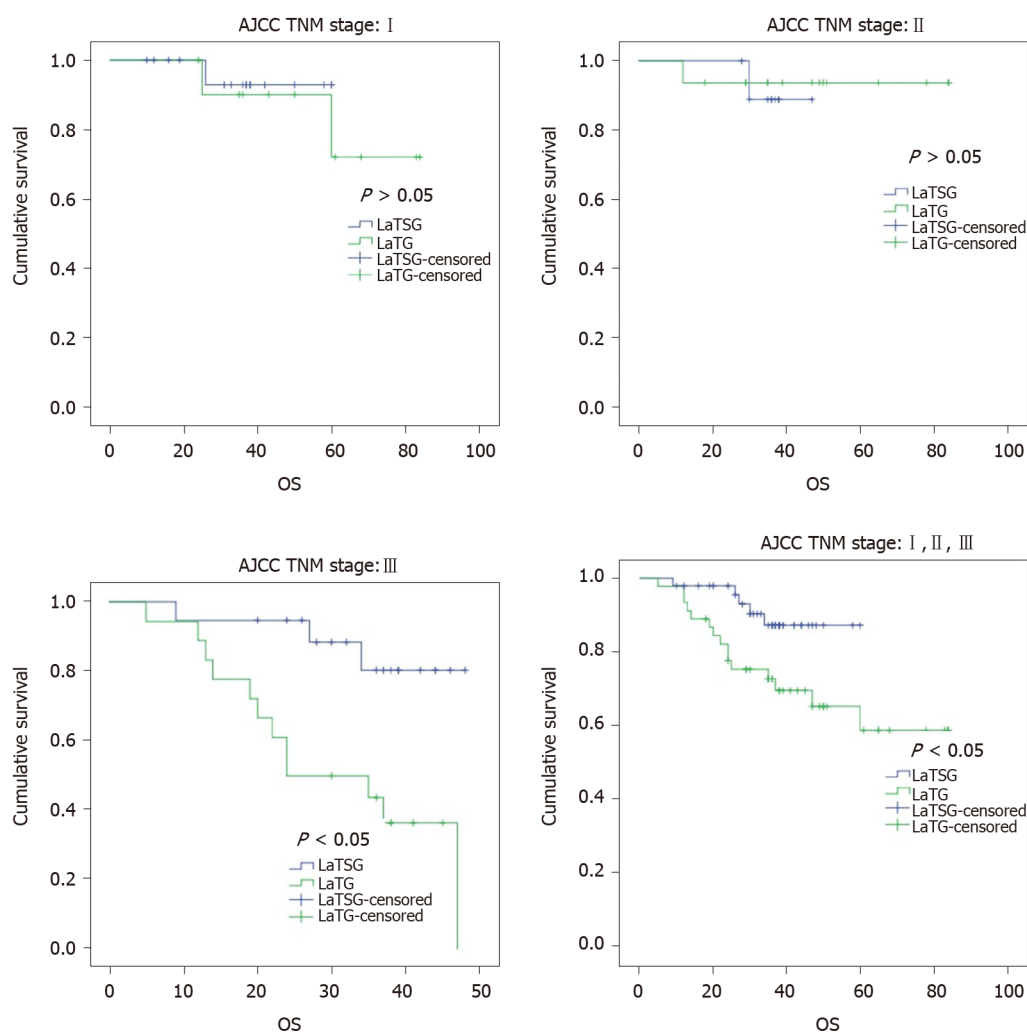 AJCC TNM stage: Ⅰ
1.0
0.8
0.6
0.4
0.2
0.0
Cumulative survival
P > 0.05
LaTSG
LaTG
LaTSG-censored
LaTG-censored
0 20 40 60 80 100
OS
AJCC TNM stage: Ⅱ
1.0
0.8
0.6
0.4
0.2
0.0
Cumulative survival
P > 0.05
LaTSG
LaTG
LaTSG-censored
LaTG-censored
0 20 40 60 80 100
OS
AJCC TNM stage: Ⅲ
1.0
0.8
0.6
0.4
0.2
0.0
Cumulative survival
P < 0.05
LaTSG
LaTG
LaTSG-censored
LaTG-censored
0 10 20 30 40 50
OS
AJCC TNM stage: Ⅰ, Ⅱ, Ⅲ
1.0
0.8
0.6
0.4
0.2
0.0
Cumulative survival
P < 0.05
LaTSG
LaTG
LaTSG-censored
LaTG-censored
0 20 40 60 80 100
OS